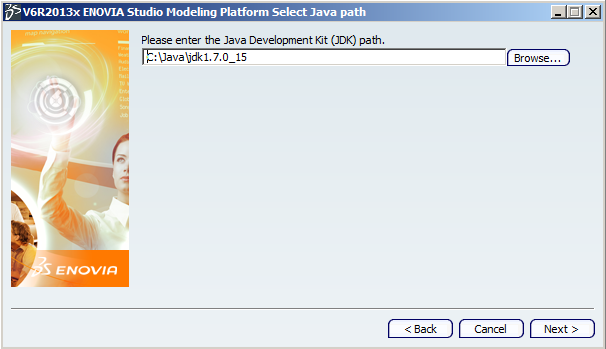 V6R2013x ENOVIA Studio Modeling Platform Select Java path
Please enter the Java Development Kit (JDK) path.
C:\Java\jdk1.7.0_15
Browse...
ENOVIA
< Back
Cancel
Next >